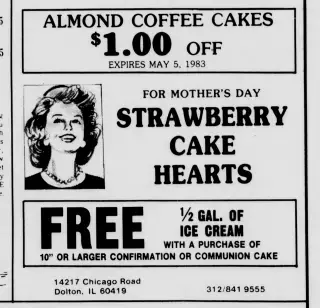 ALMOND COFFEE CAKES
$1.00 OFF
EXPIRES MAY 5, 1983
FOR MOTHER'S DAY
STRAWBERRY
CAKE
HEARTS
FREE
½ GAL. OF
ICE CREAM
WITH A PURCHASE OF
10" OR LARGER CONFIRMATION OR COMMUNION CAKE
14217 Chicago Road
Dolton, IL 60419
312/841 9555